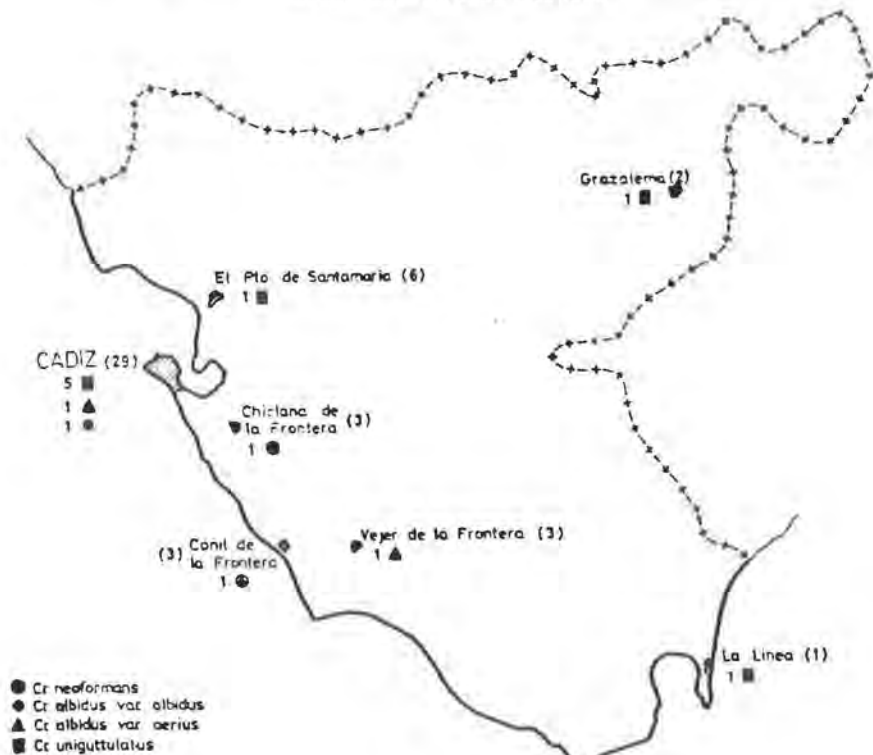 Grazalema (2)
1
El Pto de Santamaria (6)
1
CADIZ (29)
5
1
1
Chiclana de
la Frontera (3)
1
Vejer de la Frontera (3)
1
(3) Conil de
la Frontera
1
La Linea (1)
1
Cr neoformans
Cr albidus var albidus
Cr albidus var aerius
Cr uniguttulatus